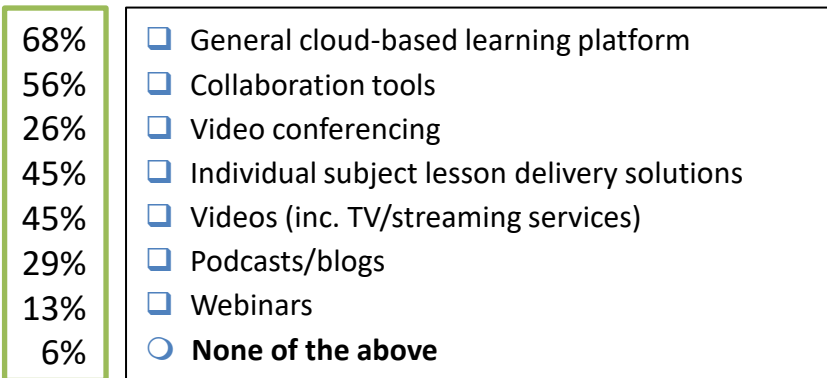 68% ❑ General cloud-based learning platform
56% ❑ Collaboration tools
26% ❑ Video conferencing
45% ❑ Individual subject lesson delivery solutions
45% ❑ Videos (inc. TV/streaming services)
29% ❑ Podcasts/blogs
13% ❑ Webinars
6% ❍ None of the above